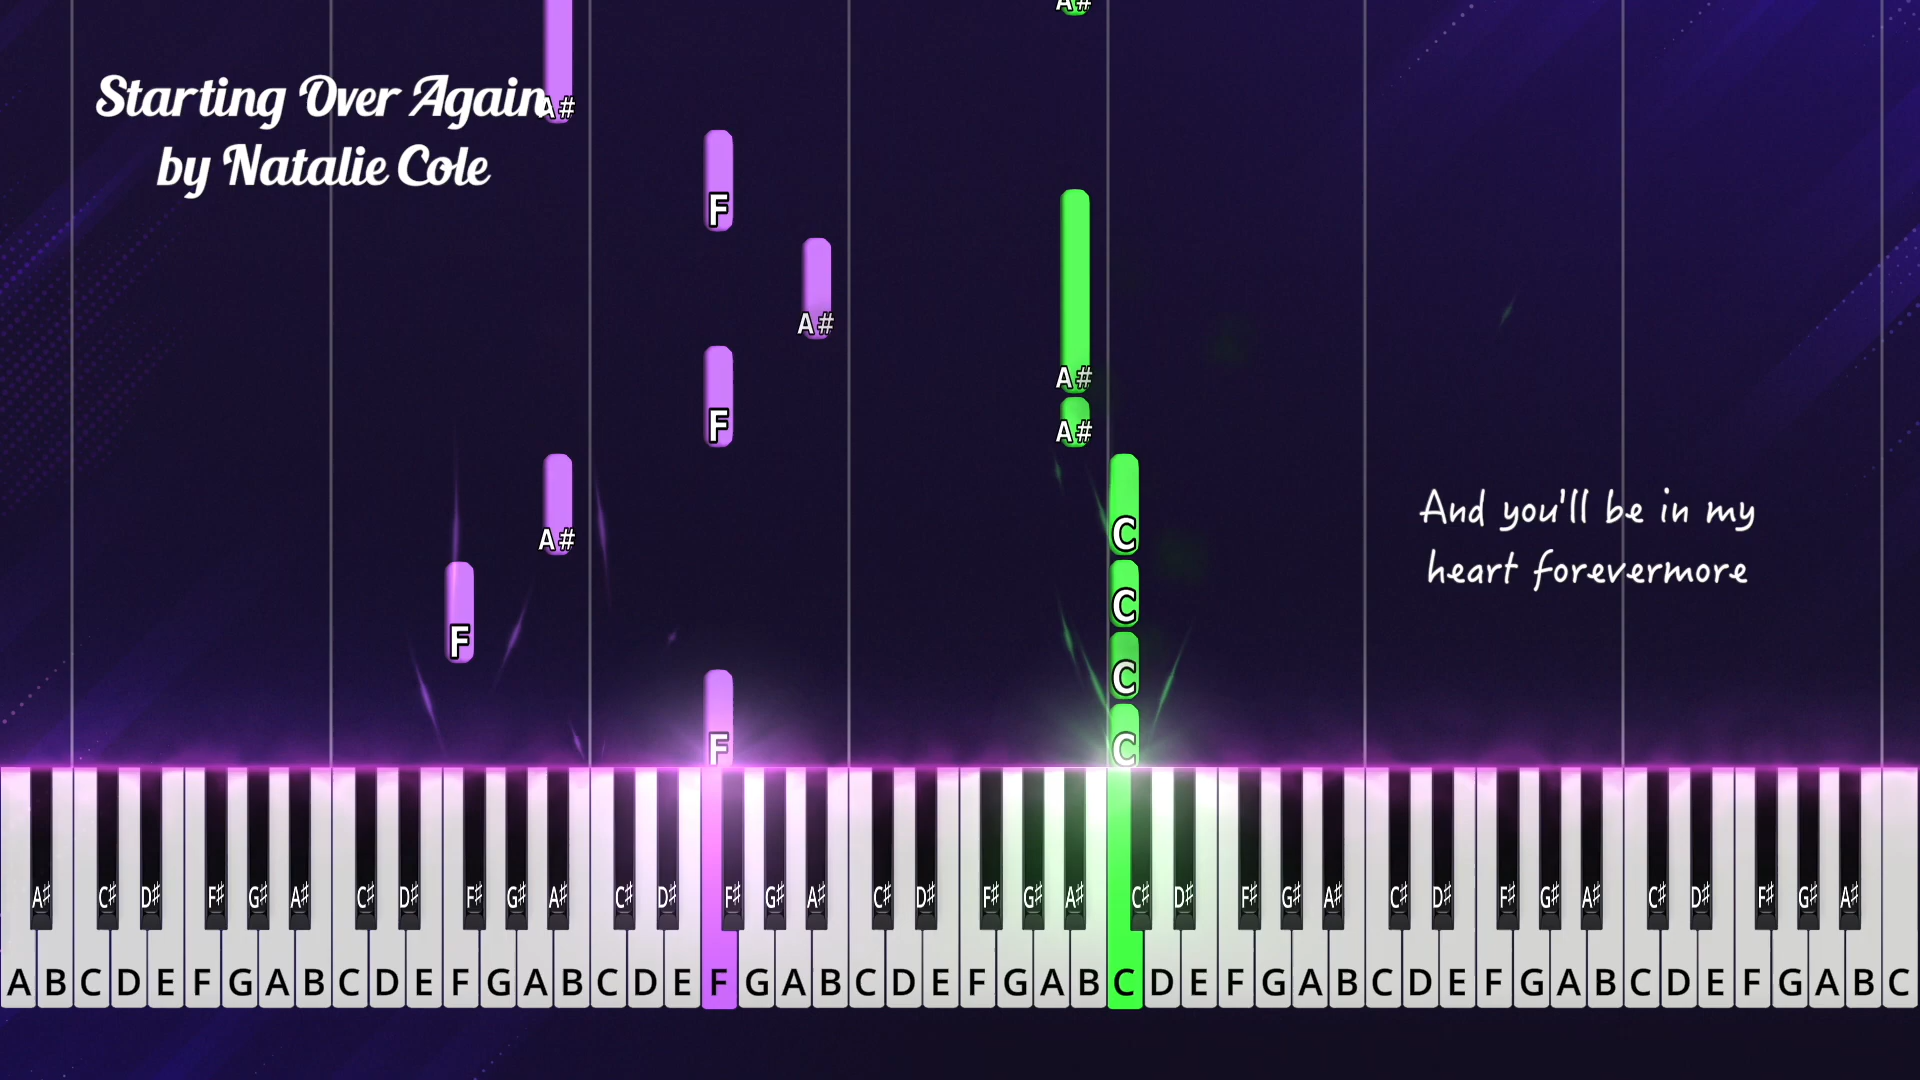 A#
Starting Over Again
A#
by Natalie Cole
F
A#
A#
F
A#
And you'll be in my
A#
C
heart forevermore
C
F
C
F
C
A# C# D# F# G# A# C# D# F# G# A# C# D# F# G# A# C# D# F# G# A# C# D# F# G# A# C# D# F# G# A# C# D# F# G# A#
A B C D E F G A B C D E F G A B C D E F G A B C D E F G A B C D E F G A B C D E F G A B C D E F G A B C